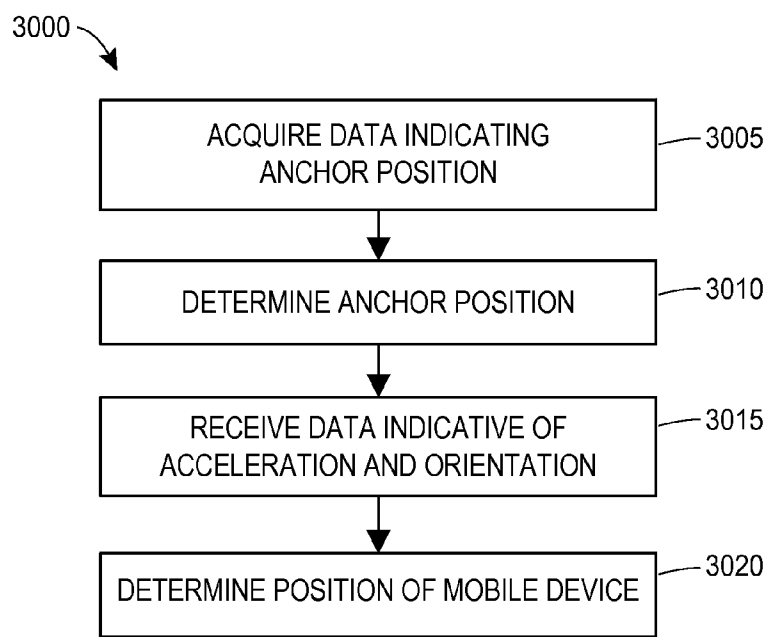 3000
ACQUIRE DATA INDICATING
ANCHOR POSITION
3005
DETERMINE ANCHOR POSITION
3010
RECEIVE DATA INDICATIVE OF
ACCELERATION AND ORIENTATION
3015
DETERMINE POSITION OF MOBILE DEVICE
3020